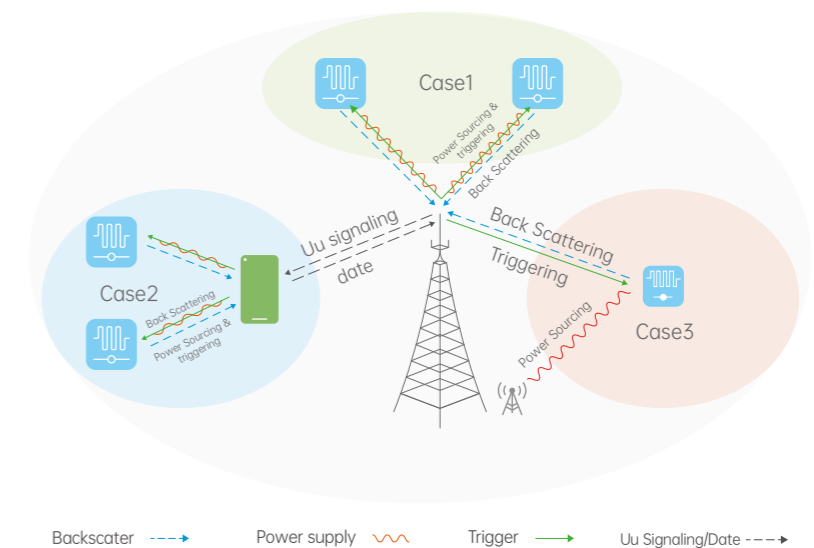 Case1
Power Sourcing &
triggering
Back Scattering
Uu signaling
date
Back Scattering
Triggering
Case2
Back Scattering
Power Sourcing &
triggering
Power Sourcing
Case3
Backscater
Power supply
Trigger
Uu Signaling/Date